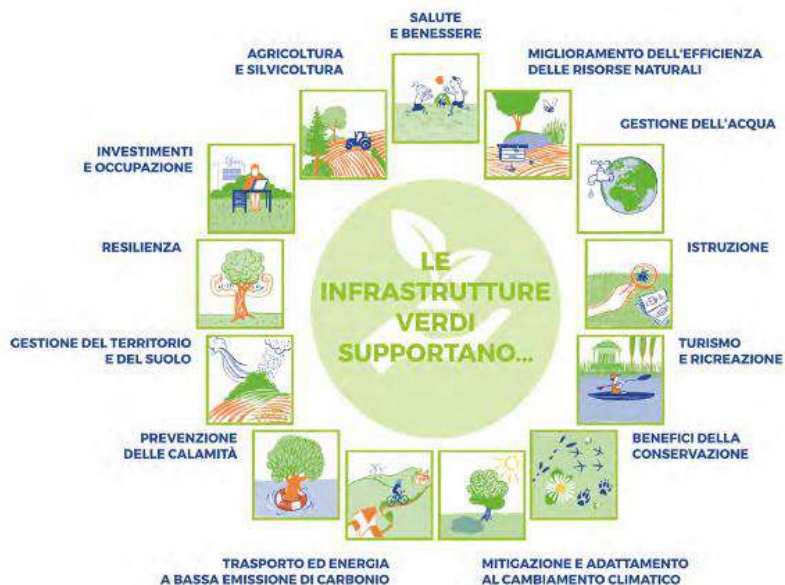 SALUTE
E BENESSERE
AGRICOLTURA
E SILVICOLTURA
MIGLIORAMENTO DELL'EFFICIENZA
DELLE RISORSE NATURALI
GESTIONE DELL'ACQUA
INVESTIMENTI
E OCCUPAZIONE
RESILIENZA
ISTRUZIONE
LE
INFRASTRUTTURE
VERDI
SUPPORTANO...
GESTIONE DEL TERRITORIO
E DEL SUOLO
TURISMO
E RICREAZIONE
PREVENZIONE
DELLE CALAMITÀ
BENEFICI DELLA
CONSERVAZIONE
TRASPORTO ED ENERGIA
A BASSA EMISSIONE DI CARBONIO
MITIGAZIONE E ADATTAMENTO
AL CAMBIAMENTO CLIMATICO